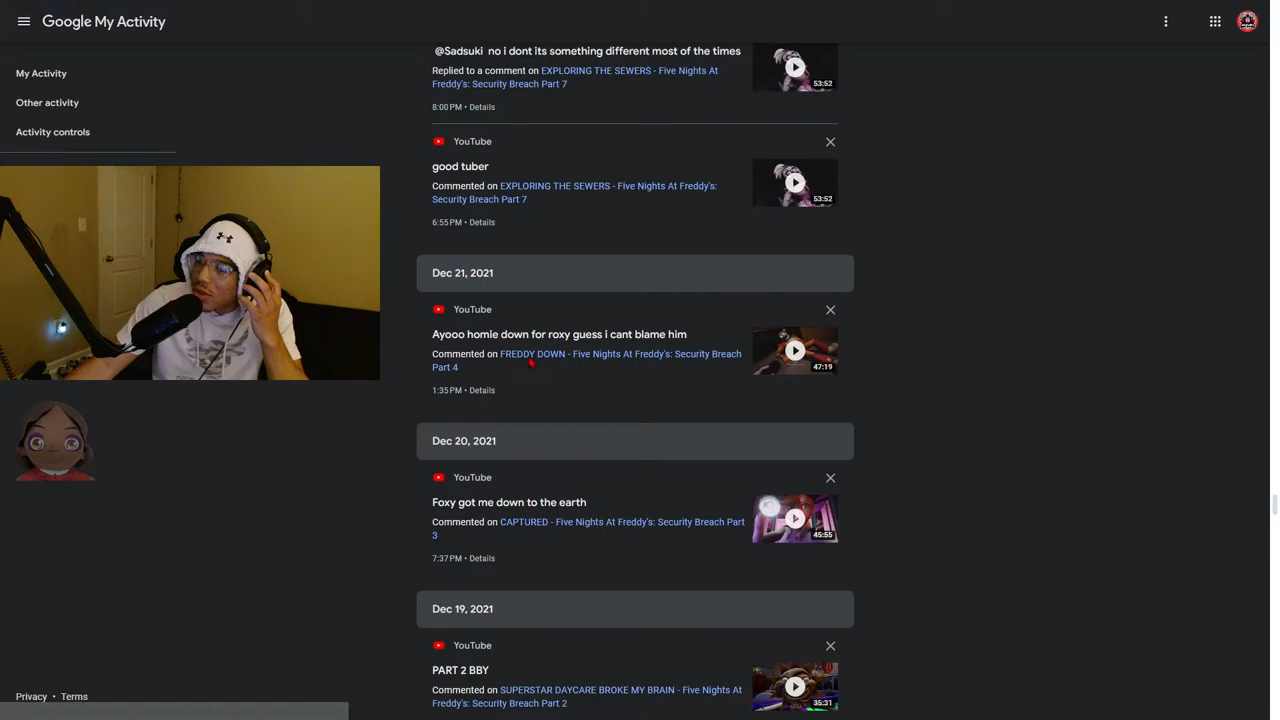 Google My Activity
My Activity
Other activity
Activity controls
@Sadsuki no i dont its something different most of the times
Replied to a comment on EXPLORING THE SEWERS - Five Nights At
Freddy's: Security Breach Part 7
53:52
8:00 PM • Details
YouTube
good tuber
Commented on EXPLORING THE SEWERS - Five Nights At Freddy's:
Security Breach Part 7
53:52
6:55 PM • Details
Dec 21, 2021
YouTube
Ayooo homie down for roxy guess i cant blame him
Commented on FREDDY DOWN - Five Nights At Freddy's: Security Breach
Part 4
47:19
1:35 PM • Details
Dec 20, 2021
YouTube
Foxy got me down to the earth
Commented on CAPTURED - Five Nights At Freddy's: Security Breach Part
3
45:55
7:37 PM • Details
Dec 19, 2021
YouTube
PART 2 BBY
Commented on SUPERSTAR DAYCARE BROKE MY BRAIN - Five Nights At
Freddy's: Security Breach Part 2
35:31
Privacy • Terms